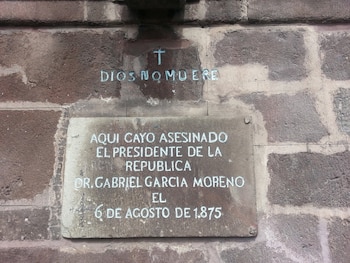 DIOS NO MUERE
AQUI CAYO ASESINADO
EL PRESIDENTE DE LA
REPUBLICA
DR. GABRIEL GARCIA MORENO
EL
6 DE AGOSTO DE 1.875